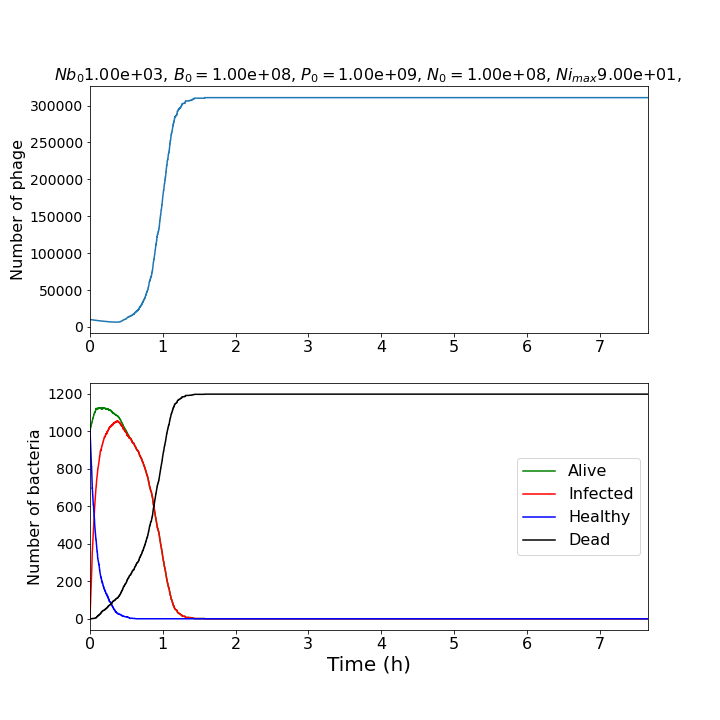 Nb₀1.00e+03, B₀ = 1.00e+08, P₀ = 1.00e+09, N₀ = 1.00e+08, Niₘₐₓ9.00e+01,
300000
250000
200000
150000
100000
50000
0
Number of phage
0 1 2 3 4 5 6 7
1200
1000
800
600
400
200
0
Number of bacteria
Alive
Infected
Healthy
Dead
0 1 2 3 4 5 6 7
Time (h)